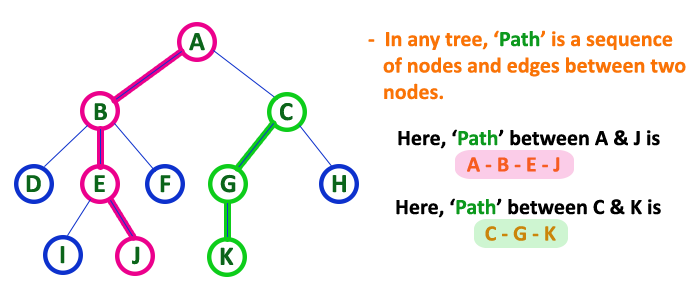 A
- In any tree, ‘Path’ is a sequence
of nodes and edges between two
nodes.
B
C
Here, ‘Path’ between A & J is
A - B - E - J
D
E
F
G
H
Here, ‘Path’ between C & K is
C - G - K
I
J
K